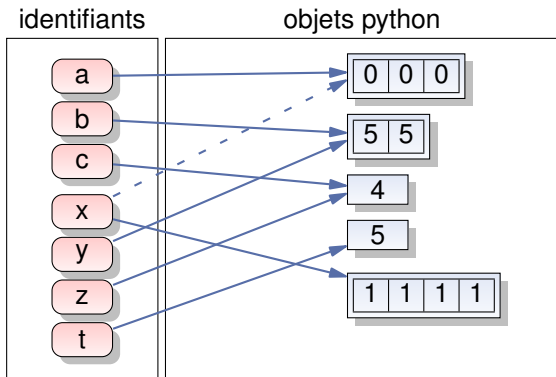 identifiants objets python
a 0 0 0
b 5 5
c 4
x 5
y 1 1 1 1
z
t